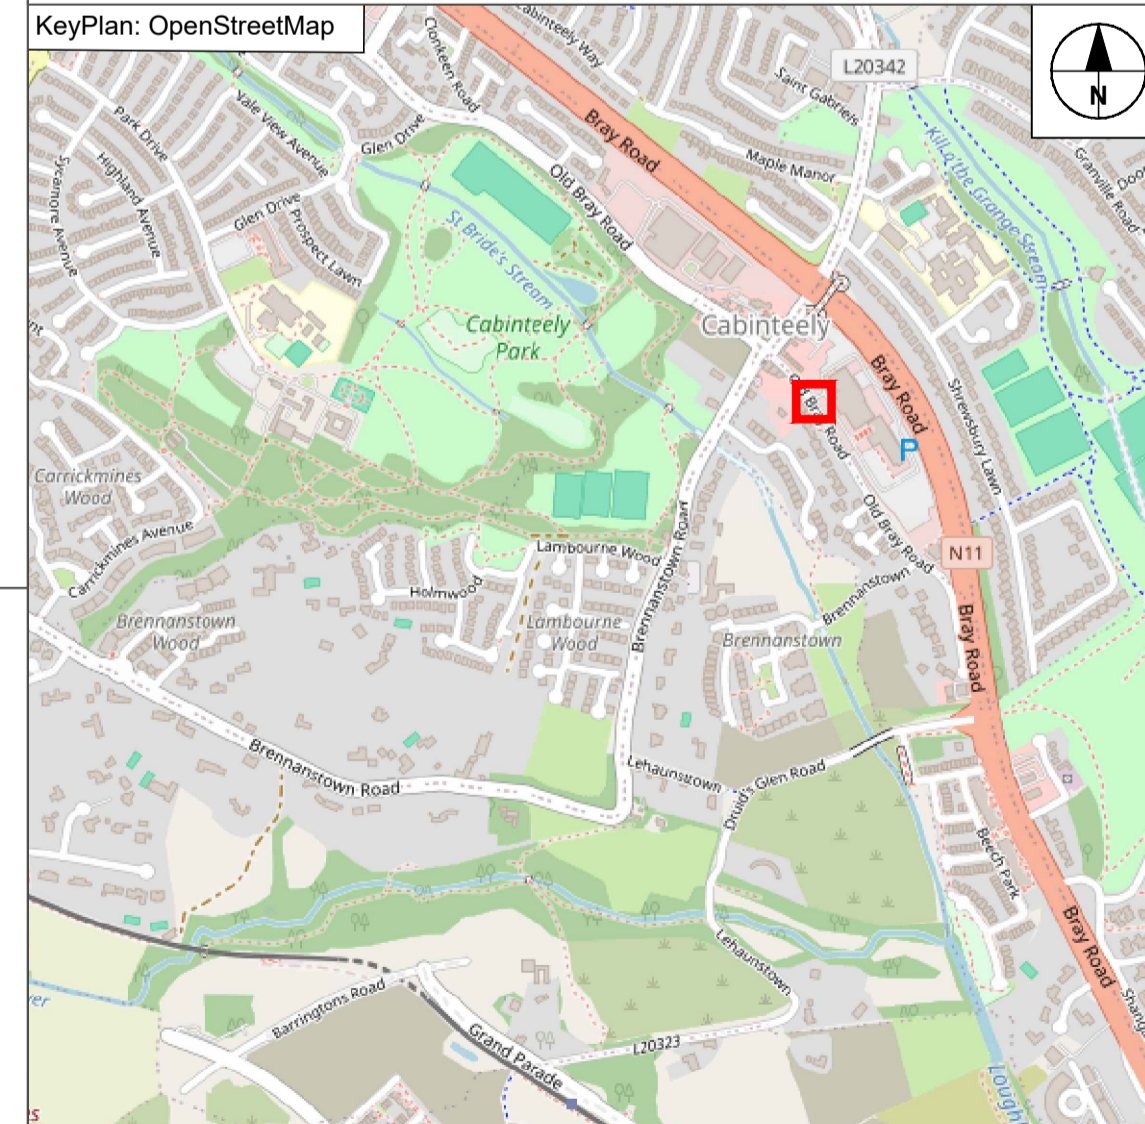 KeyPlan: OpenStreetMap
N
L20342
Cabinteely Way
Clonkeen Road
Saint Gabriels
Bray Road
Vale View Avenue
Park Drive
Glen Drive
Maple Manor
Kill o'the Grange Stream
Granville Road
Sycamore Avenue
Highland Avenue
Old Bray Road
Glen Drive
Prospect Lawn
St Bride's Stream
Cabinteely
Park
Cabinteely
Bray Road
Old Bray Road
Shrewsbury Lawn
P
Carrickmines
Wood
Carrickmines Avenue
Old Bray Road
N11
Lambourne Wood
Brennanstown Road
Holmwood
Brennanstown
Brennanstown
Wood
Lambourne
Wood
Brennanstown
Bray Road
Brennanstown Road
Lehaunstown
Druid's Glen Road
Beech Park
Lehaunstown
Bray Road
Barringtons Road
Grand Parade
L20323
Lough